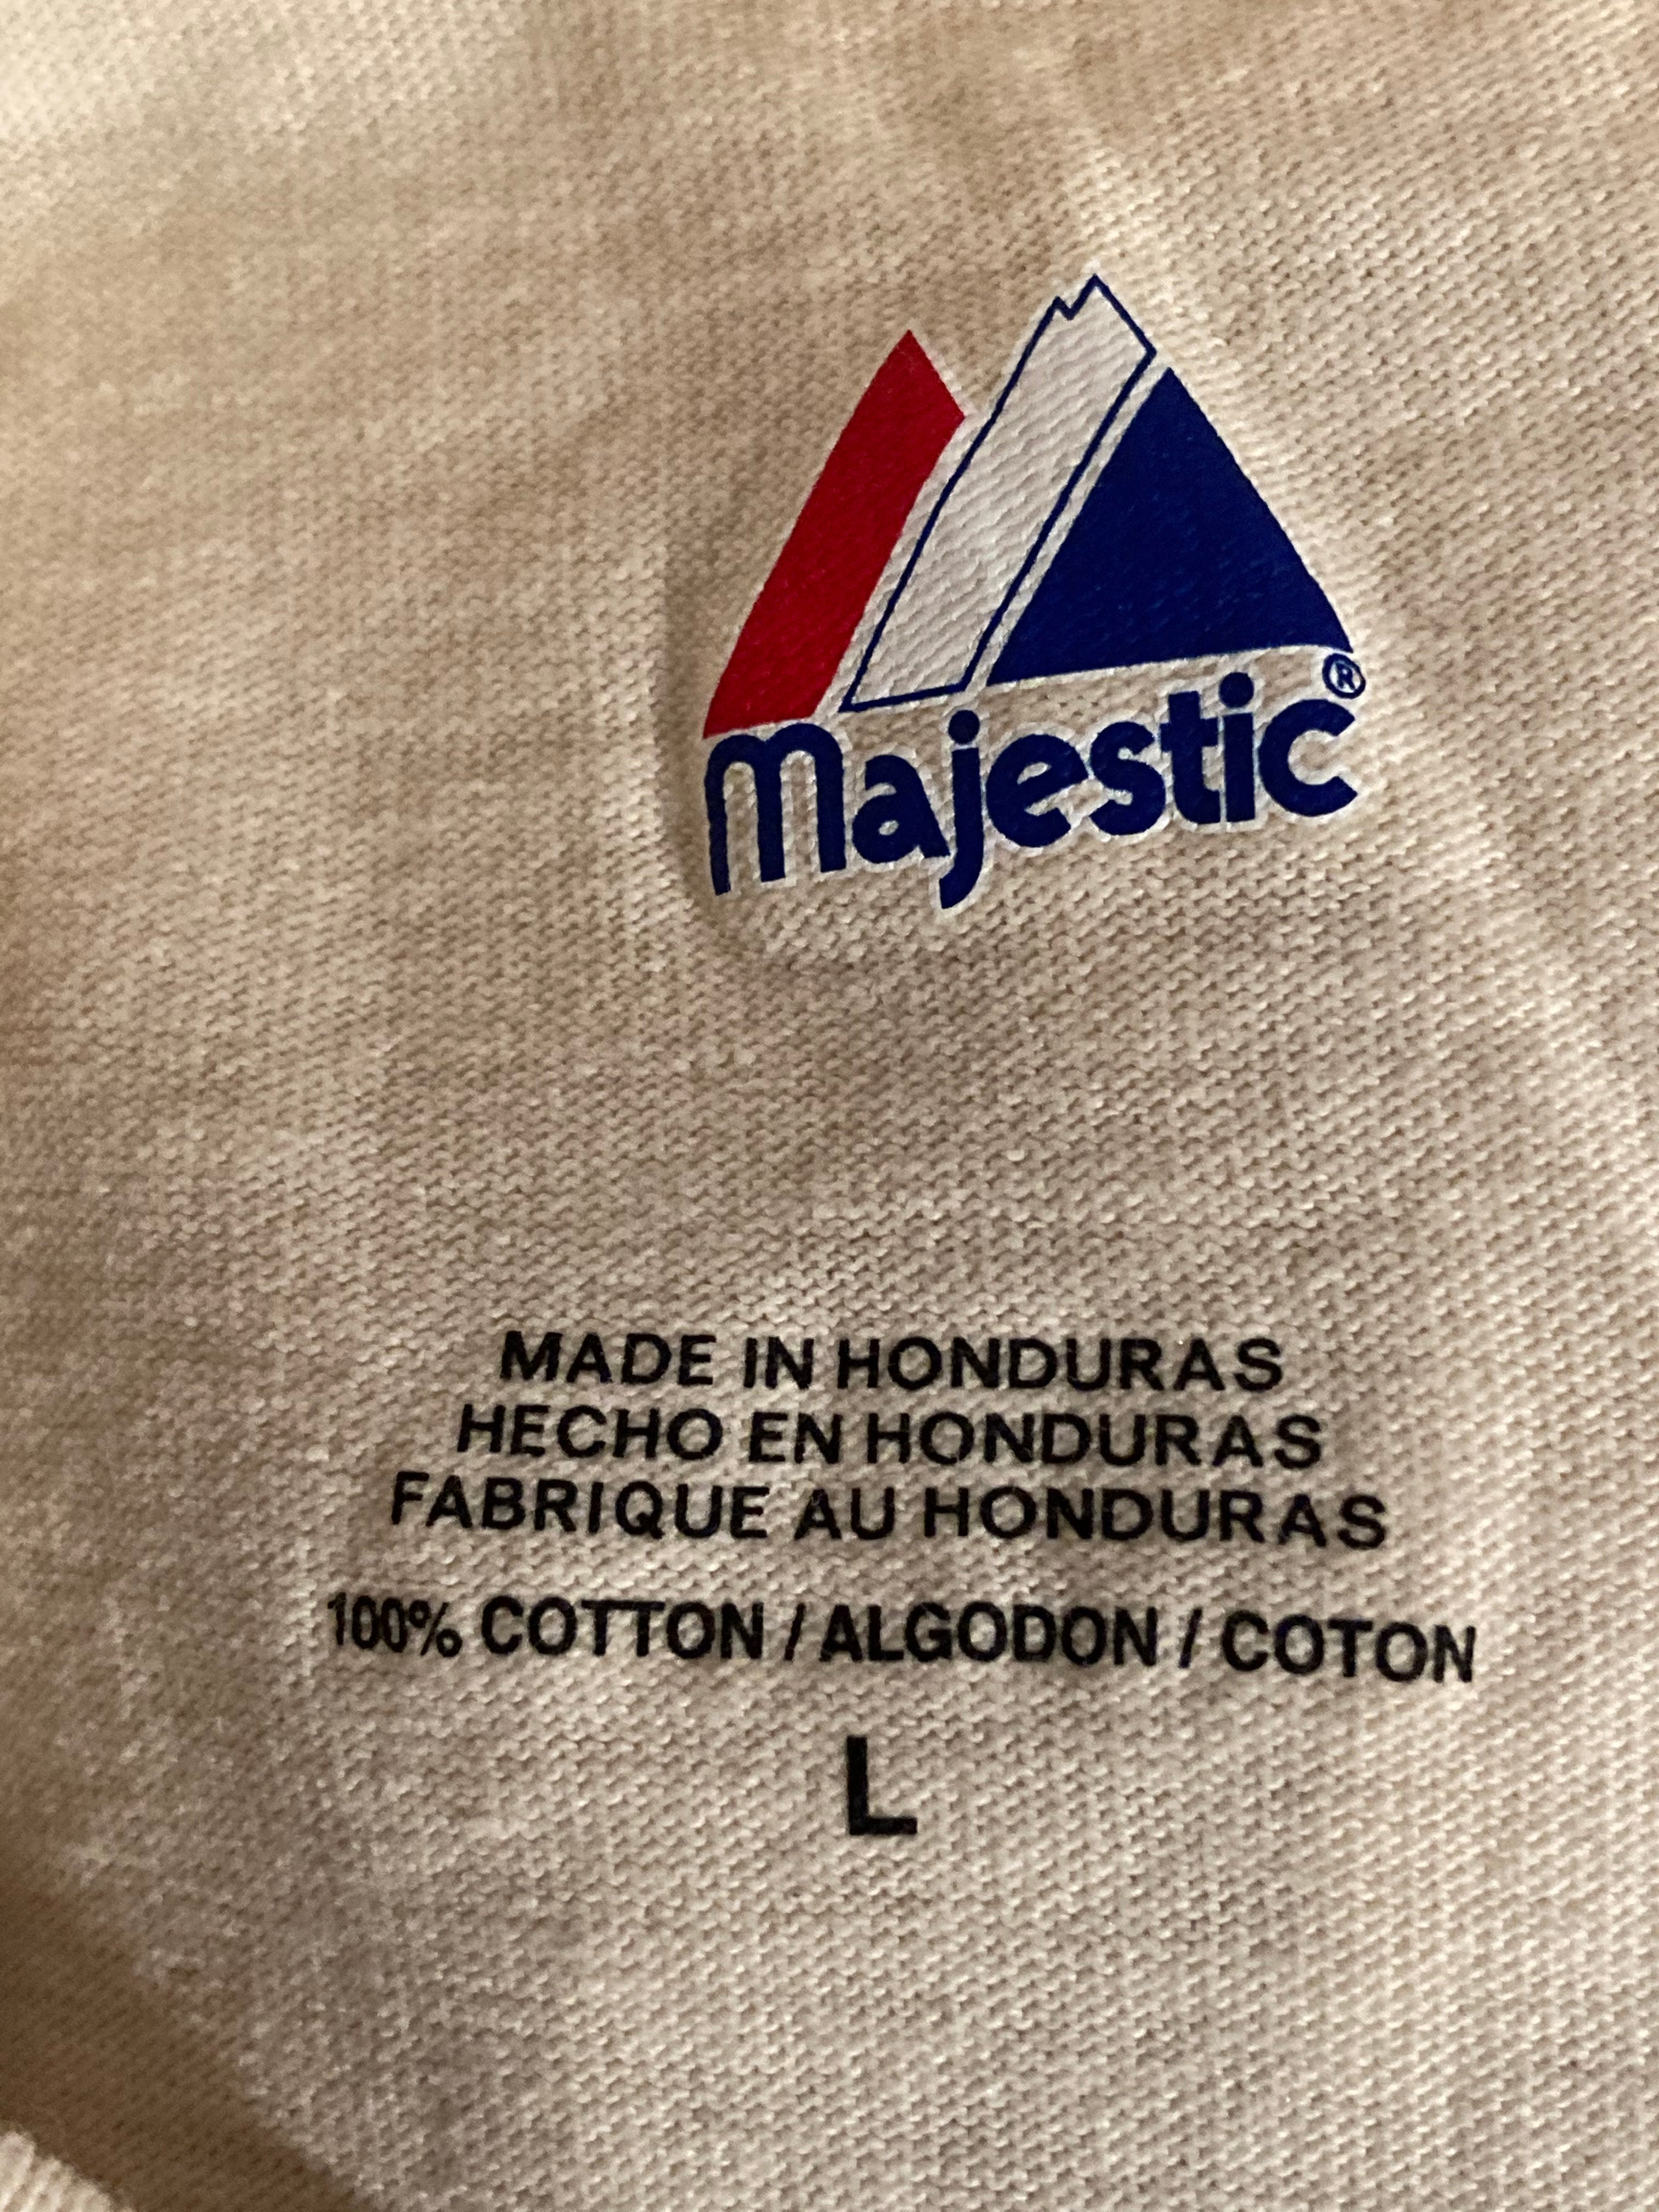 majestic®
MADE IN HONDURAS
HECHO EN HONDURAS
FABRIQUE AU HONDURAS
100% COTTON / ALGODON / COTON
L